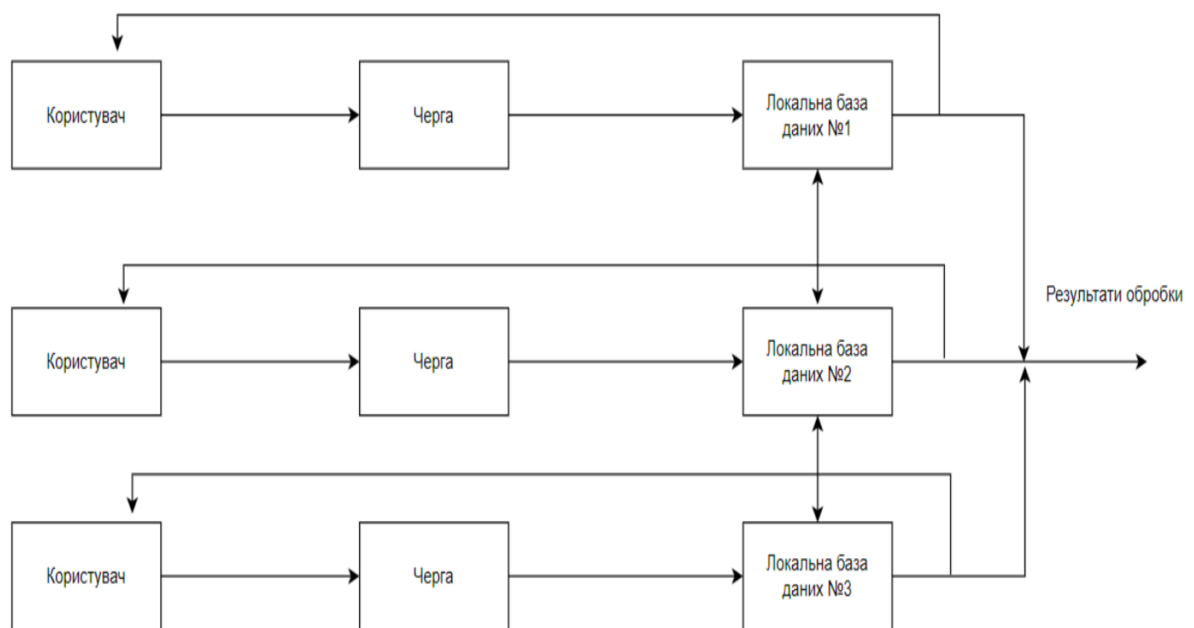 Користувач
Черга
Локальна база
даних №1
Результати обробки
Користувач
Черга
Локальна база
даних №2
Користувач
Черга
Локальна база
даних №3